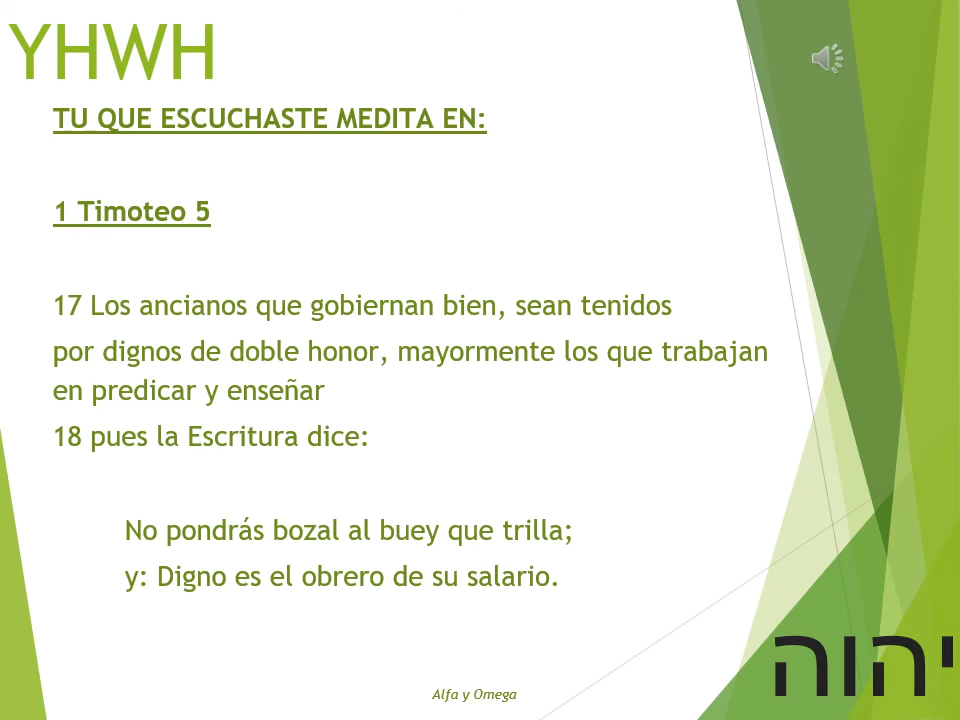 YHWH
TU QUE ESCUCHASTE MEDITA EN:
1 Timoteo 5
17 Los ancianos que gobiernan bien, sean tenidos
por dignos de doble honor, mayormente los que trabajan
en predicar y enseñar
18 pues la Escritura dice:
No pondrás bozal al buey que trilla;
y: Digno es el obrero de su salario.
יהוה
Alfa y Omega